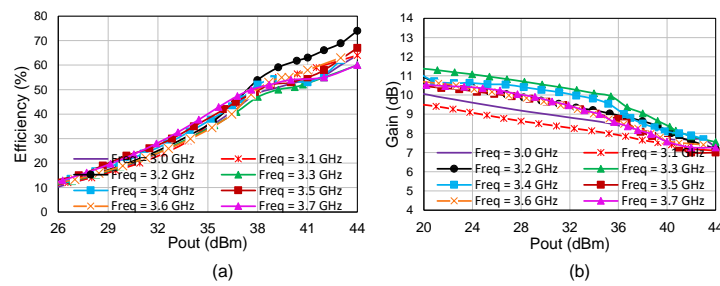 80
70
60
50
40
30
20
10
0
Efficiency (%)
Freq = 3.0 GHz
Freq = 3.1 GHz
Freq = 3.2 GHz
Freq = 3.3 GHz
Freq = 3.4 GHz
Freq = 3.5 GHz
Freq = 3.6 GHz
Freq = 3.7 GHz
26 29 32 35 38 41 44
Pout (dBm)
(a)
14
13
12
11
10
9
8
7
6
5
4
Gain (dB)
Freq = 3.0 GHz
Freq = 3.1 GHz
Freq = 3.2 GHz
Freq = 3.3 GHz
Freq = 3.4 GHz
Freq = 3.5 GHz
Freq = 3.6 GHz
Freq = 3.7 GHz
20 24 28 32 36 40 44
Pout (dBm)
(b)